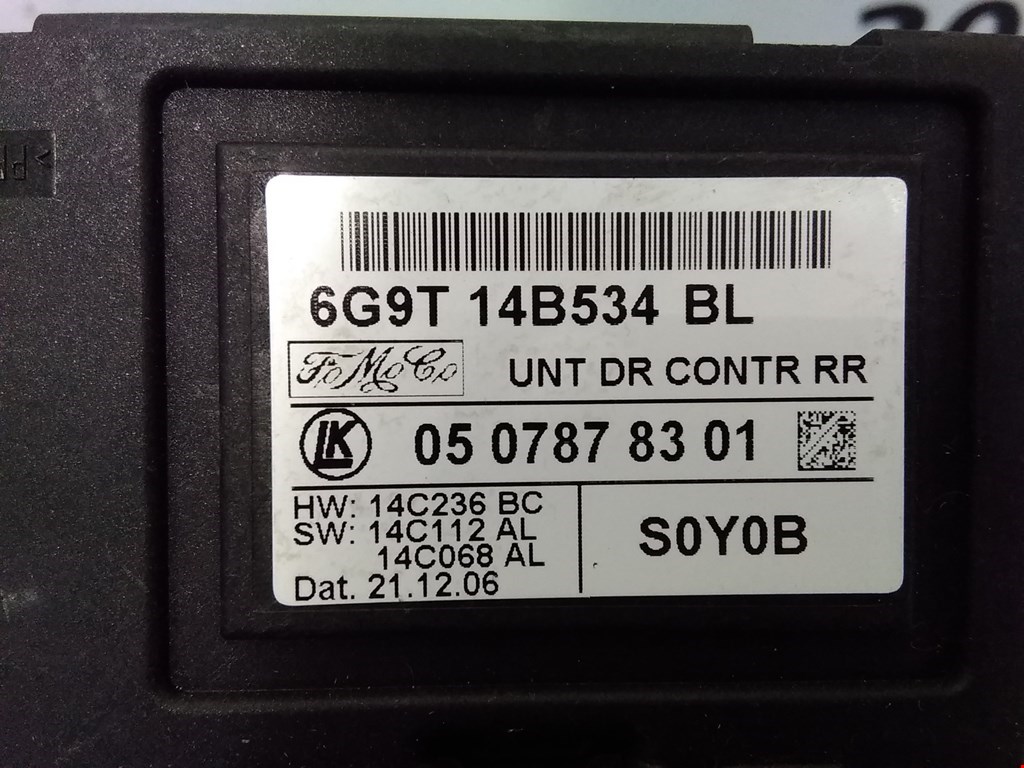 6G9T 14B534 BL
FoMoCo UNT DR CONTR RR
LK 05 0787 83 01
HW: 14C236 BC
SW: 14C112 AL
14C068 AL
Dat. 21.12.06
S0Y0B